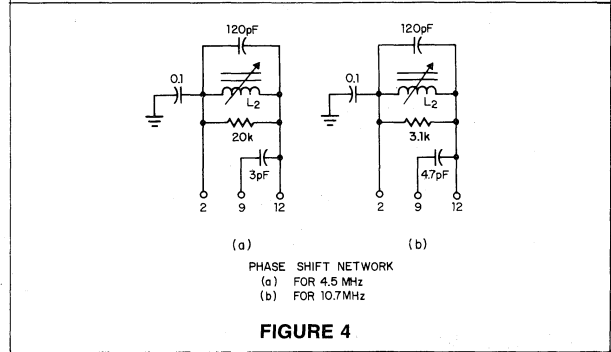 120pF
0.1
L2
20k
3pF
2 9 12
(a)
120pF
0.1
L2
3.1k
4.7pF
2 9 12
(b)
PHASE SHIFT NETWORK
(a) FOR 4.5 MHz
(b) FOR 10.7MHz
FIGURE 4